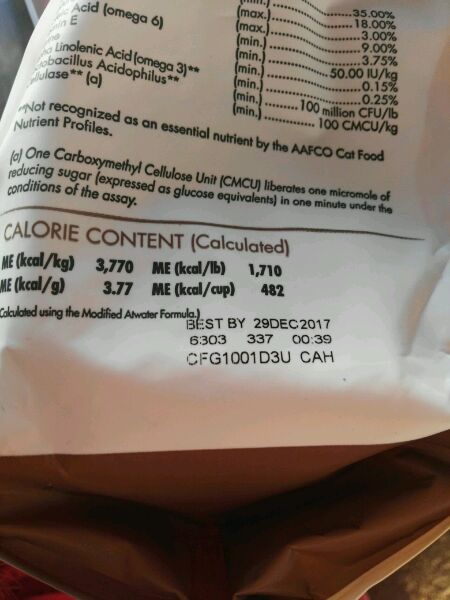 (max.)
35.00%
Acid (omega 6)
(max.) 18.00%
E
(min.) 3.00%
(min.) 9.00%
Linolenic Acid (omega 3)**
(min.) 3.75%
Acidophilus**
(min.) 50.00 IU/kg
(a)
(min.) 0.15%
(min.) 0.25%
(min.) 100 million CFU/lb
(min.) 100 CMCU/kg
**Not recognized as an essential nutrient by the AAFCO Cat Food
Nutrient Profiles.
(a) One Carboxymethyl Cellulose Unit (CMCU) liberates one micromole of
reducing sugar (expressed as glucose equivalents) in one minute under the
conditions of the assay.
CALORIE CONTENT (Calculated)
ME (kcal/kg) 3,770 ME (kcal/lb) 1,710
ME (kcal/g) 3.77 ME (kcal/cup) 482
Calculated using the Modified Atwater Formula.)
BEST BY 29DEC2017
6303 337 00:39
CFG1001D3U CAH